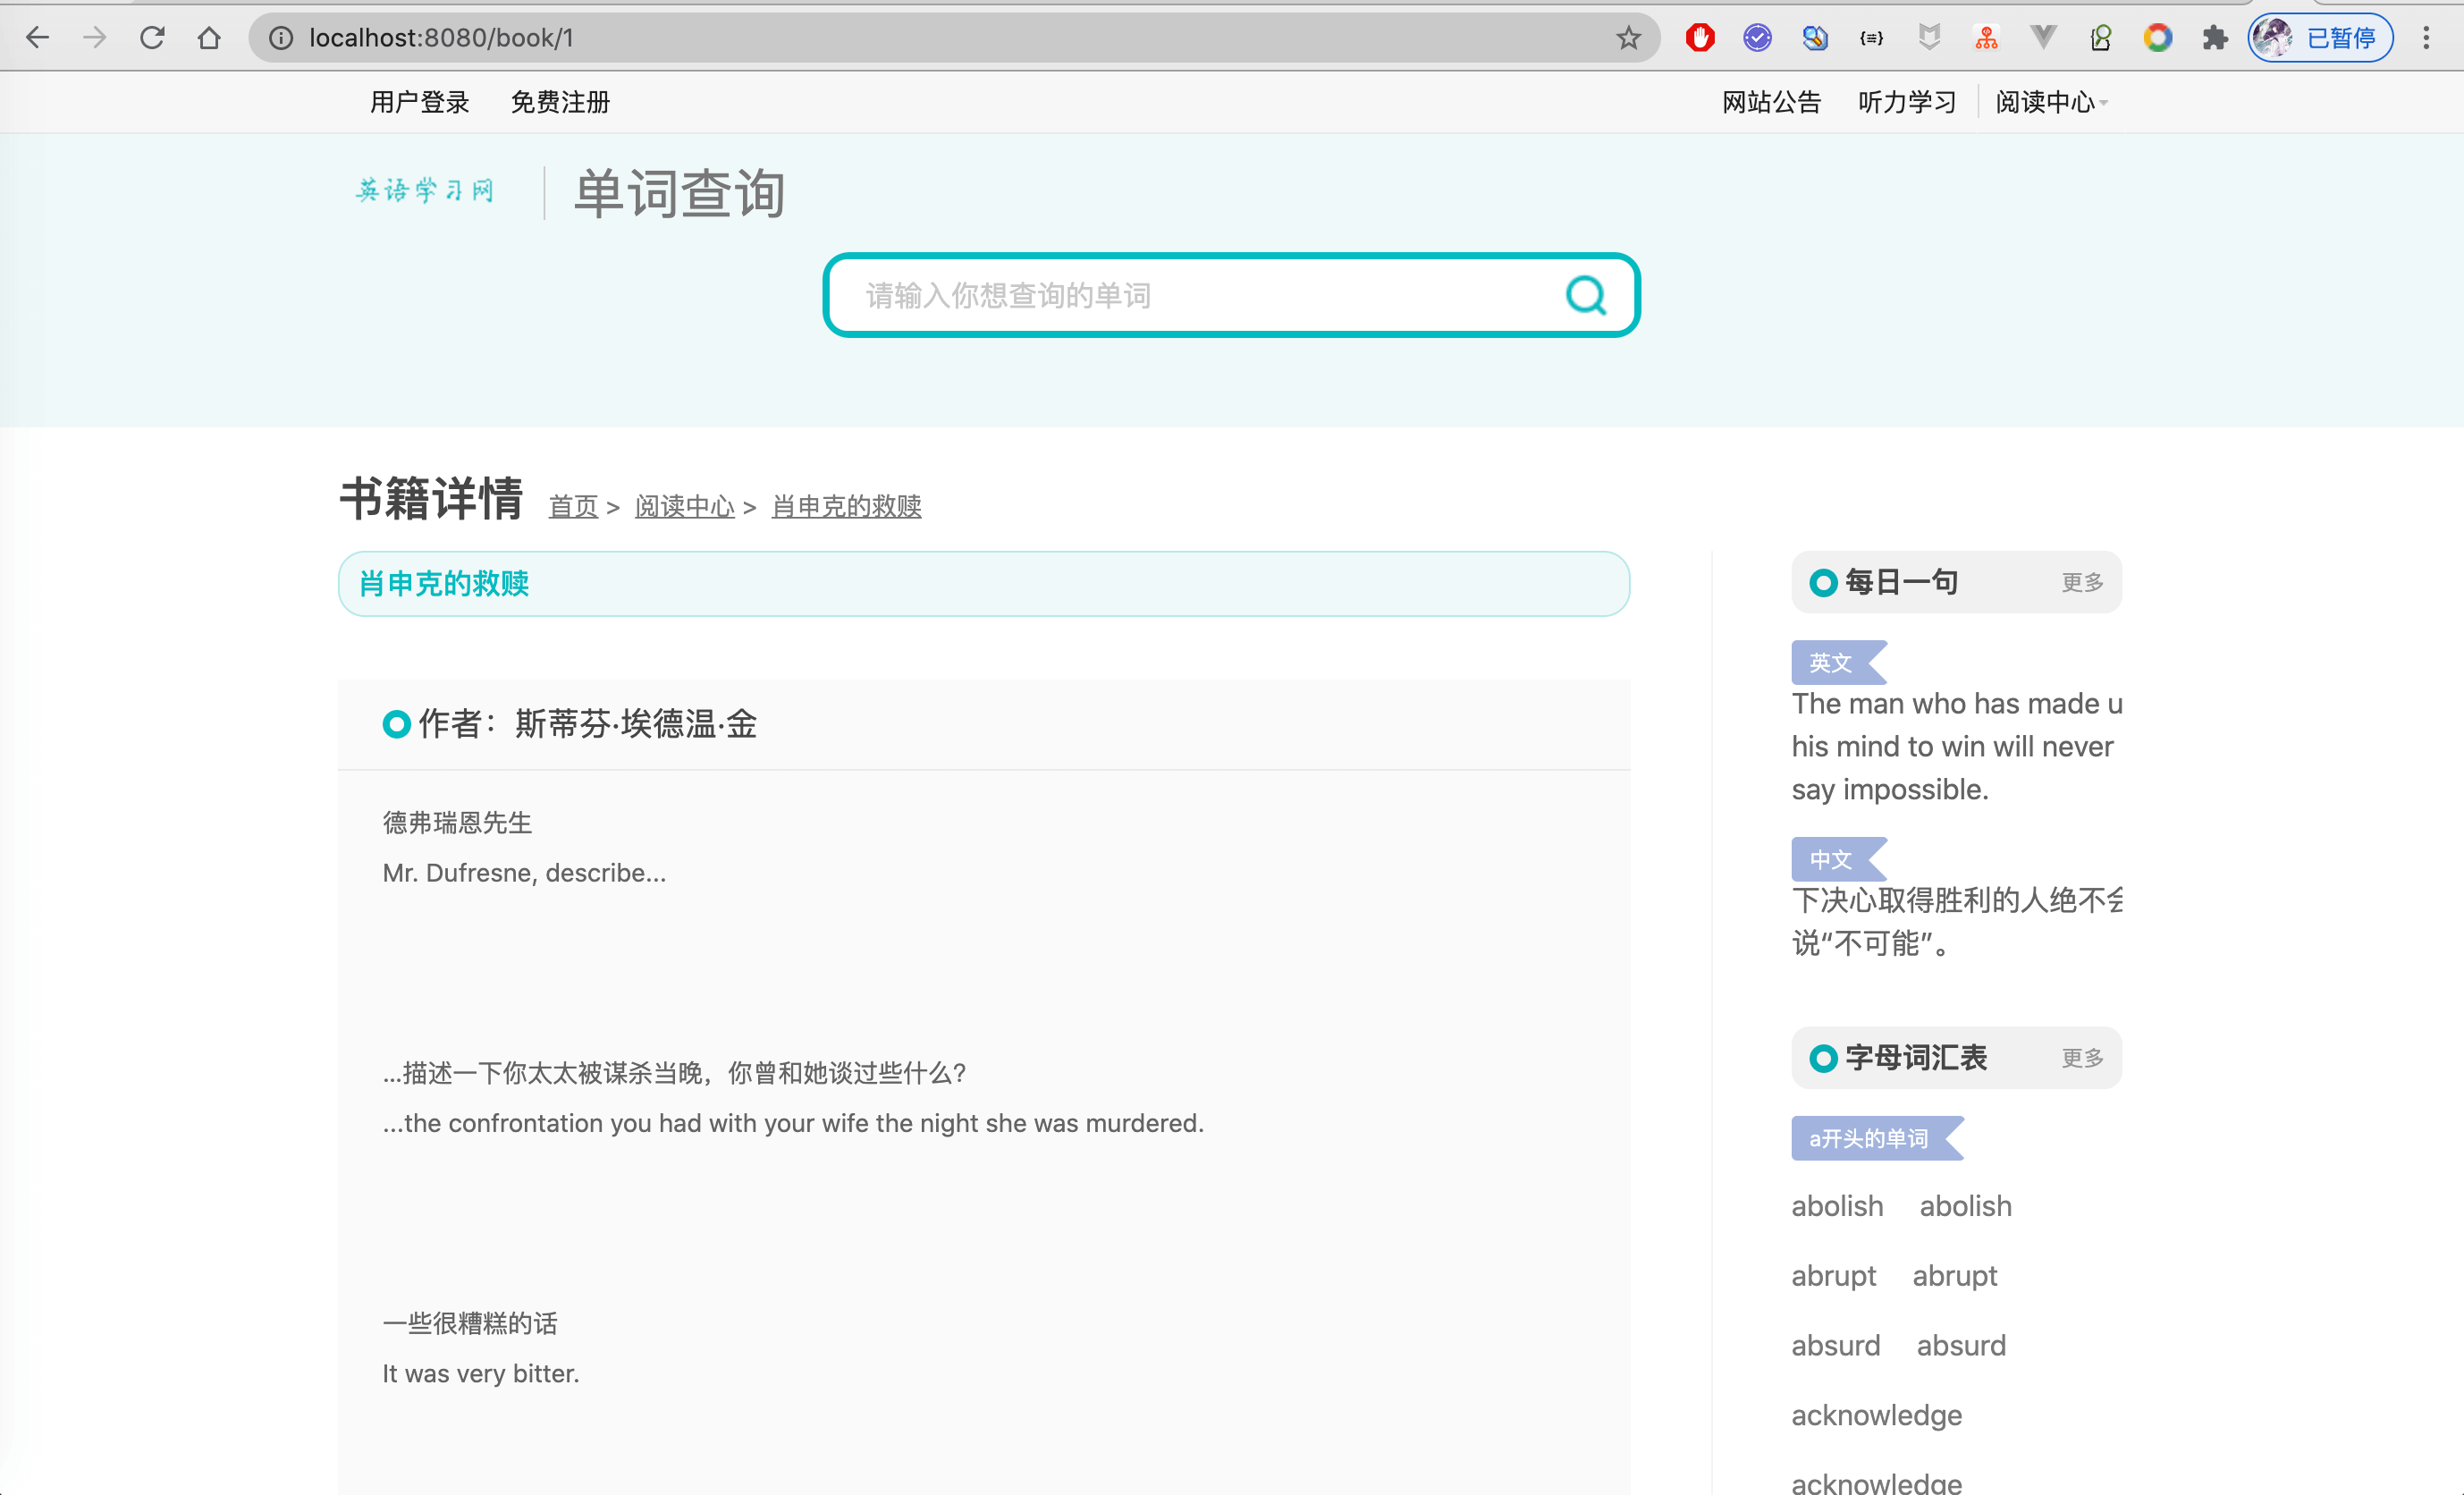 localhost:8080/book/1
已暂停
用户登录 免费注册 网站公告 听力学习 阅读中心
英语学习网 单词查询
请输入你想查询的单词
书籍详情 首页 > 阅读中心 > 肖申克的救赎
肖申克的救赎
作者：斯蒂芬·埃德温·金
德弗瑞恩先生
Mr. Dufresne, describe...
...描述一下你太太被谋杀当晚，你曾和她谈过些什么?
...the confrontation you had with your wife the night she was murdered.
一些很糟糕的话
It was very bitter.
每日一句 更多
英文
The man who has made u
his mind to win will never
say impossible.
中文
下决心取得胜利的人绝不会
说“不可能”。
字母词汇表 更多
a开头的单词
abolish abolish
abrupt abrupt
absurd absurd
acknowledge
acknowledge